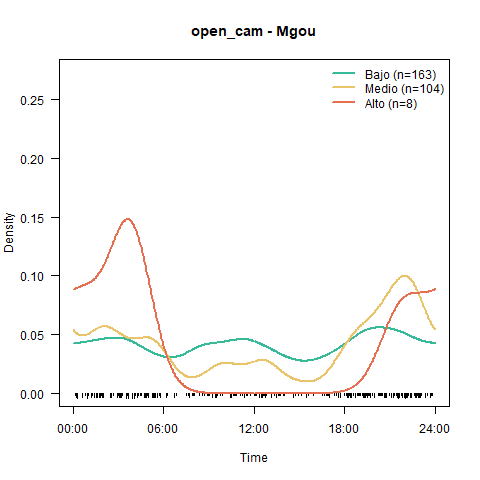 open_cam - Mgou
Bajo (n=163)
Medio (n=104)
Alto (n=8)
Density
0.25
0.20
0.15
0.10
0.05
0.00
00:00 06:00 12:00 18:00 24:00
Time